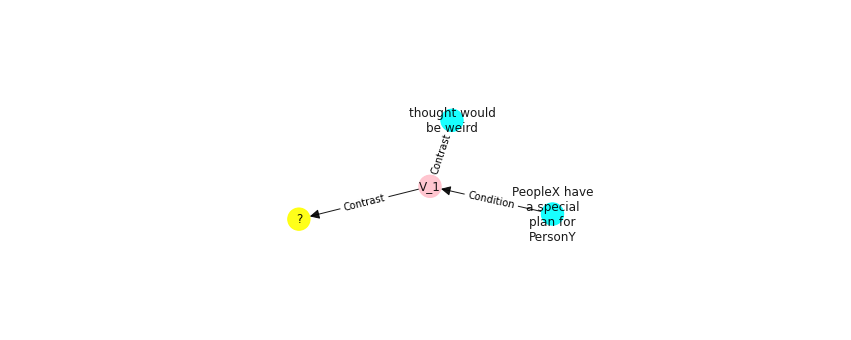 thought would
be weird
Contrast
V_1
PeopleX have
a special
plan for
PersonY
Condition
Contrast
?